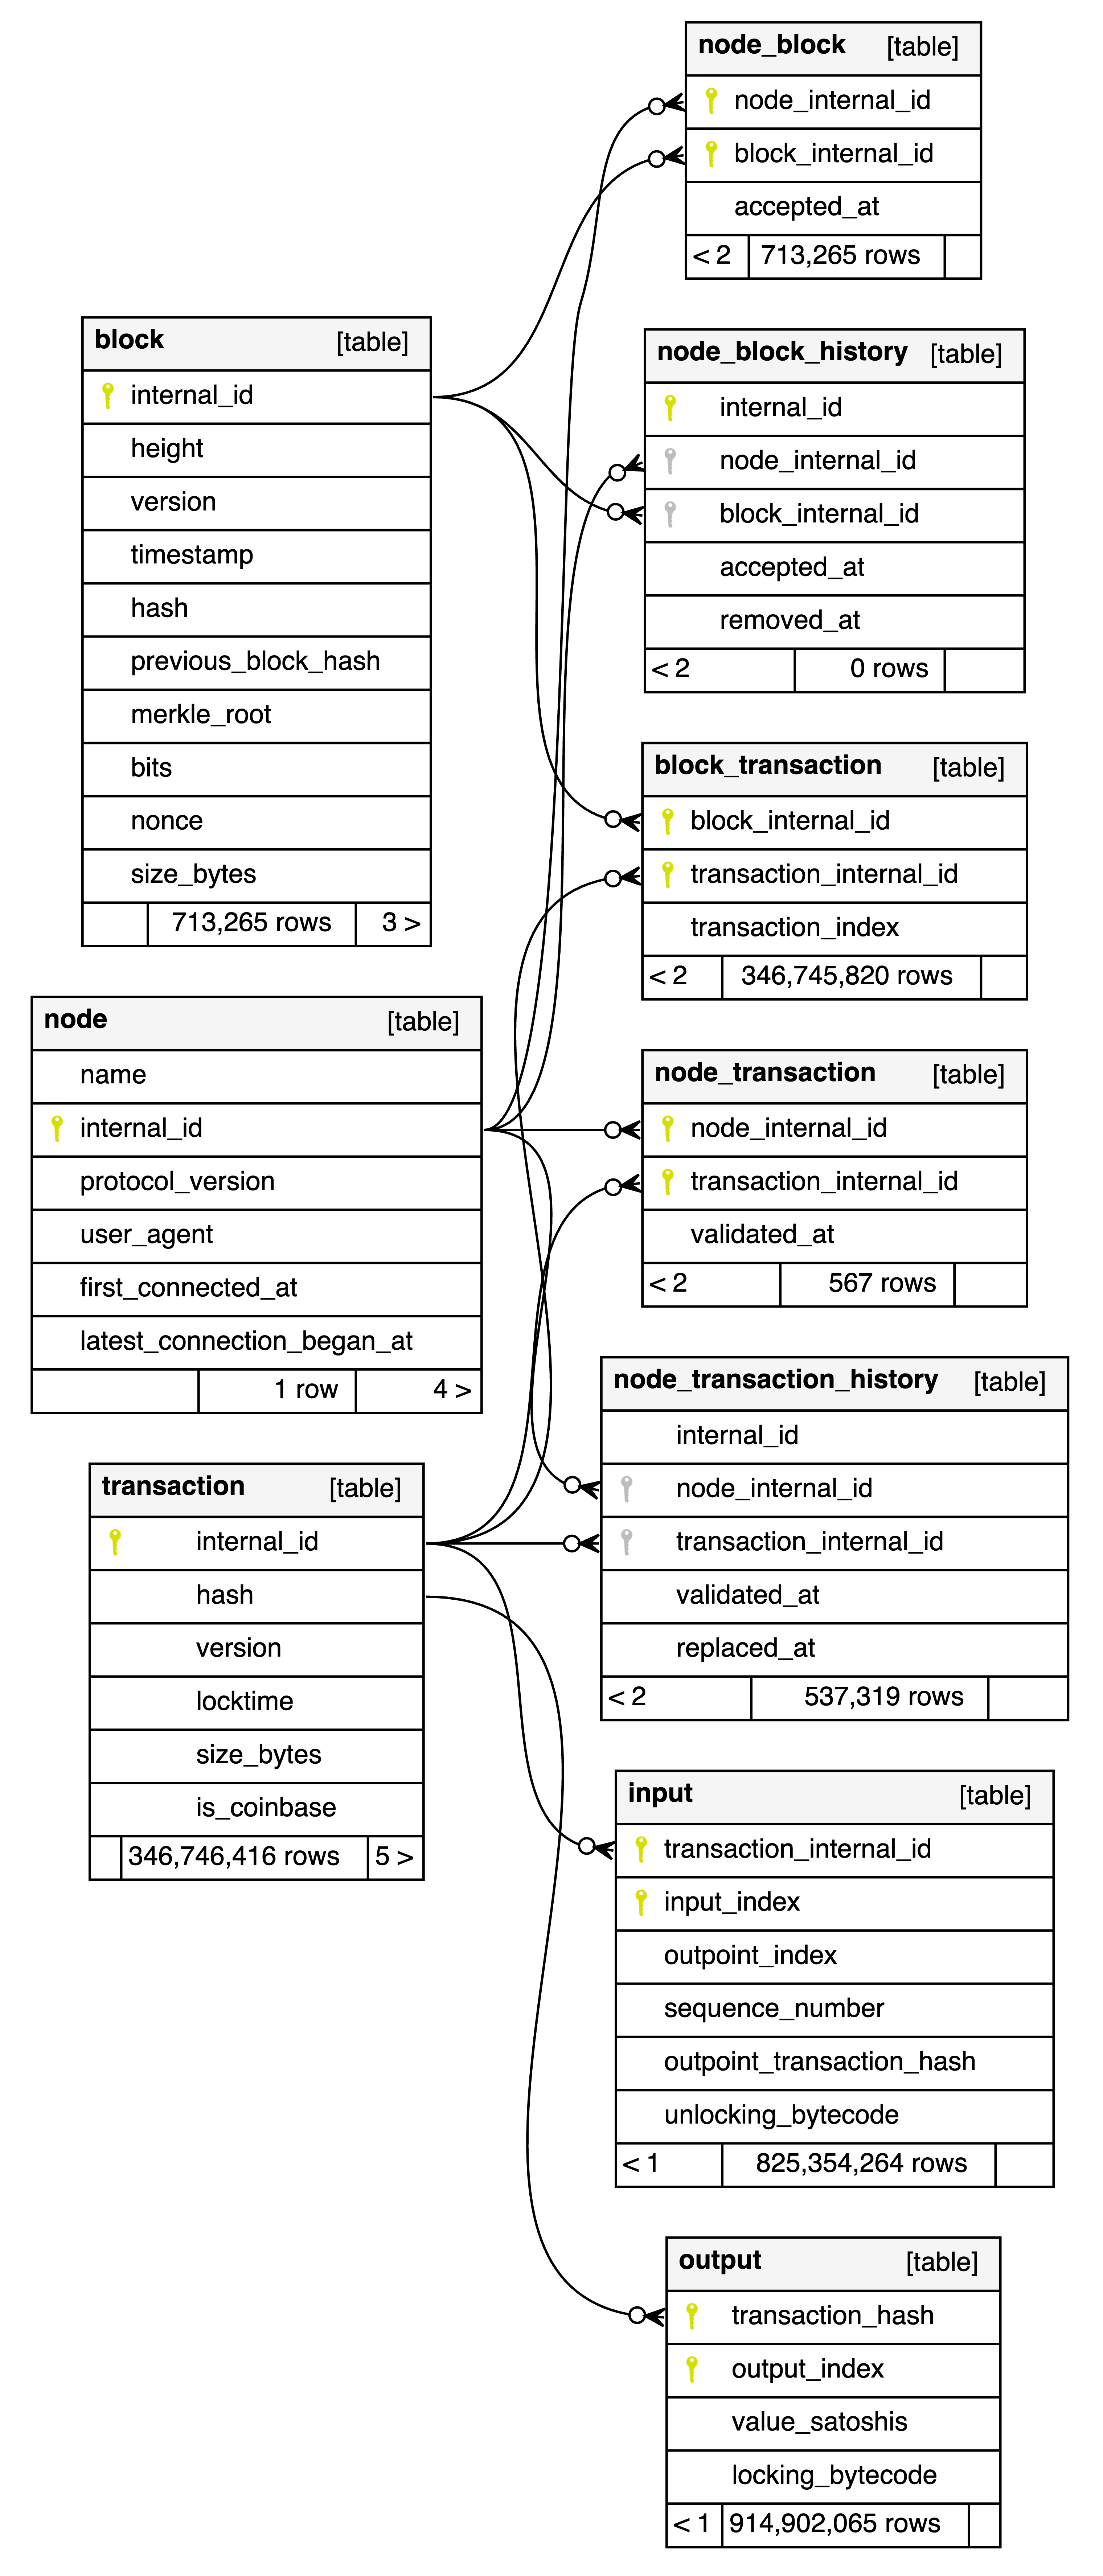 node_block [table]
node_internal_id
block_internal_id
accepted_at
< 2 713,265 rows
block [table]
internal_id
height
version
timestamp
hash
previous_block_hash
merkle_root
bits
nonce
size_bytes
713,265 rows 3 >
node_block_history [table]
internal_id
node_internal_id
block_internal_id
accepted_at
removed_at
< 2 0 rows
block_transaction [table]
block_internal_id
transaction_internal_id
transaction_index
< 2 346,745,820 rows
node [table]
name
internal_id
protocol_version
user_agent
first_connected_at
latest_connection_began_at
1 row 4 >
node_transaction [table]
node_internal_id
transaction_internal_id
validated_at
< 2 567 rows
node_transaction_history [table]
internal_id
node_internal_id
transaction_internal_id
validated_at
replaced_at
< 2 537,319 rows
transaction [table]
internal_id
hash
version
locktime
size_bytes
is_coinbase
346,746,416 rows 5 >
input [table]
transaction_internal_id
input_index
outpoint_index
sequence_number
outpoint_transaction_hash
unlocking_bytecode
< 1 825,354,264 rows
output [table]
transaction_hash
output_index
value_satoshis
locking_bytecode
< 1 914,902,065 rows